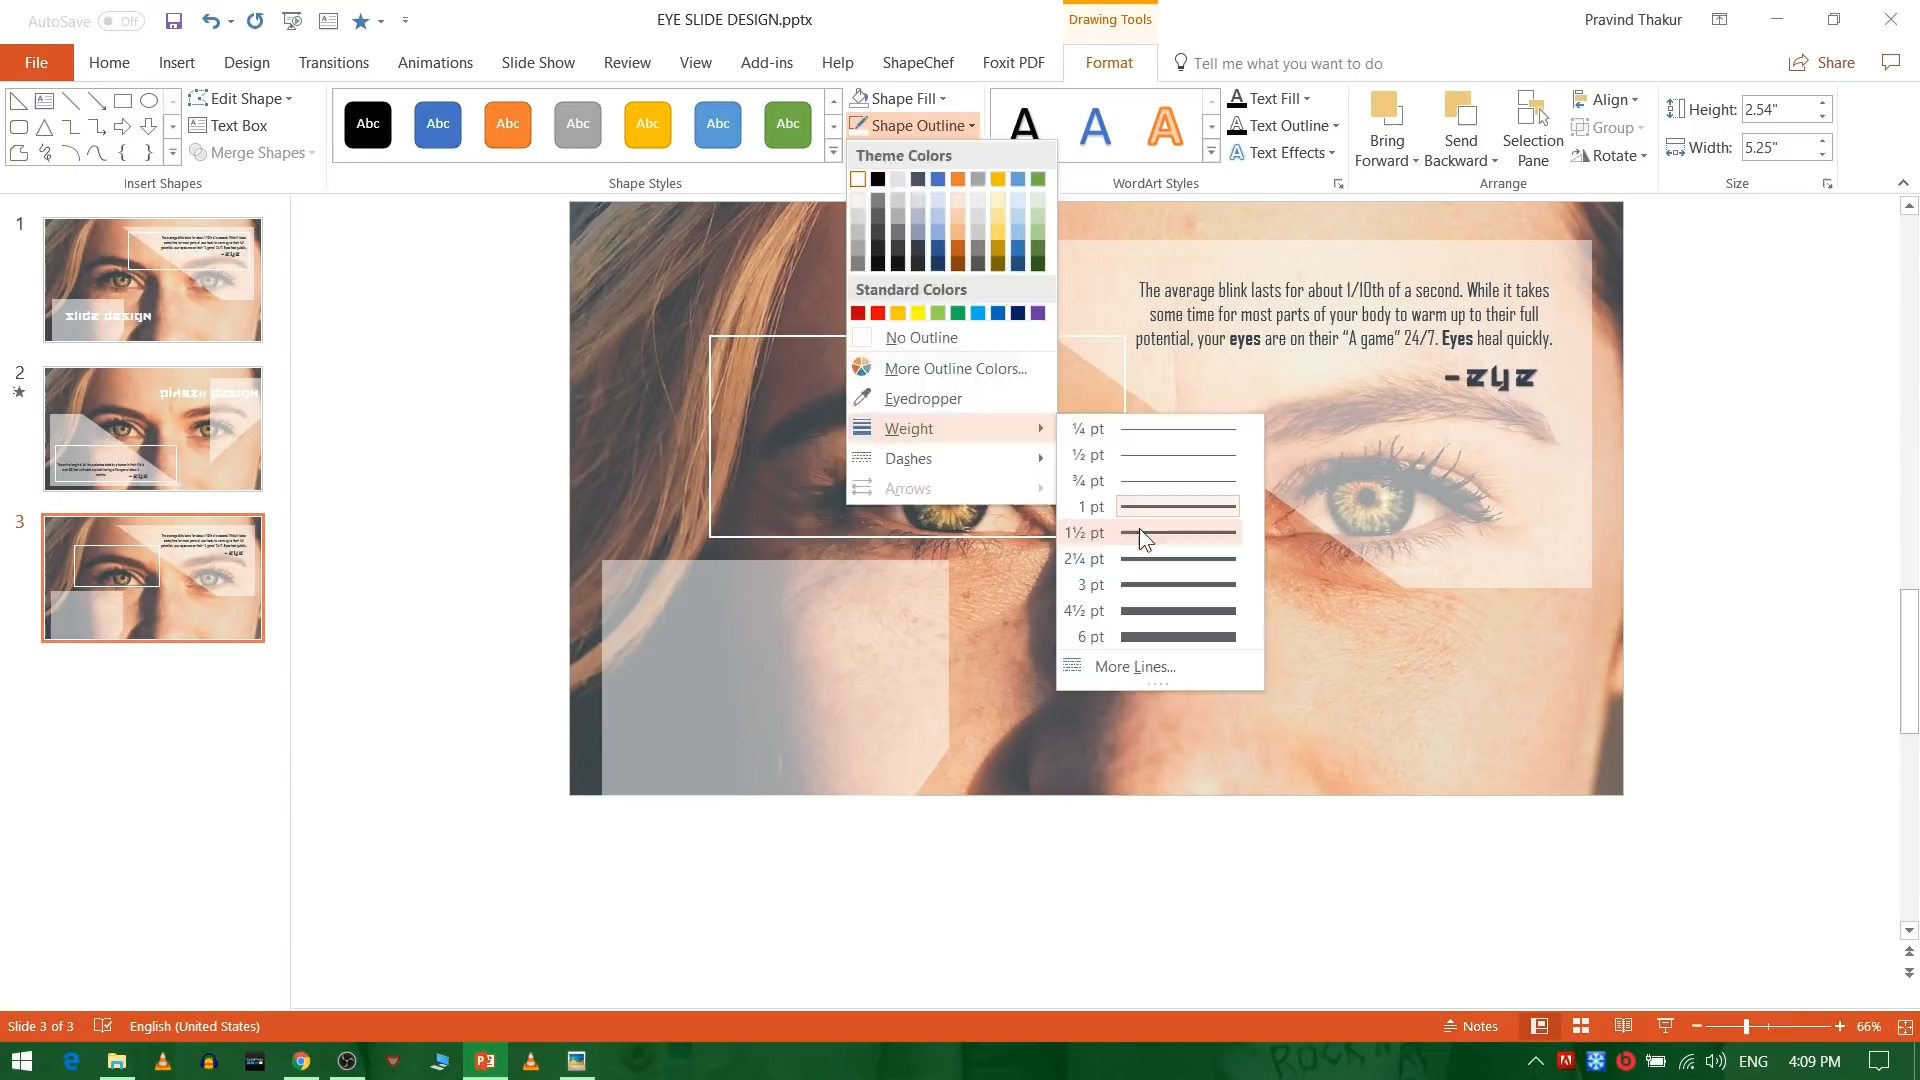 AutoSave Off
EYE SLIDE DESIGN.pptx
Drawing Tools
Pravind Thakur
File Home Insert Design Transitions Animations Slide Show Review View Add-ins Help ShapeChef Foxit PDF Format Tell me what you want to do Share
Edit Shape
Text Box
Merge Shapes
Insert Shapes
Abc Abc Abc Abc Abc Abc Abc
Shape Styles
Shape Fill
Shape Outline
A A A
Text Fill
Text Outline
Text Effects
WordArt Styles
Bring Forward
Send Backward
Selection Pane
Align
Group
Rotate
Arrange
Height: 2.54"
Width: 5.25"
Size
Theme Colors
Standard Colors
No Outline
More Outline Colors...
Eyedropper
Weight
Dashes
Arrows
¼ pt
½ pt
¾ pt
1 pt
1½ pt
2¼ pt
3 pt
4½ pt
6 pt
More Lines...
1
slide design
2
3
The average blink lasts for about 1/10th of a second. While it takes
some time for most parts of your body to warm up to their full
potential, your eyes are on their “A game” 24/7. Eyes heal quickly.
-eye
Slide 3 of 3 English (United States) Notes 66%
ENG 4:09 PM